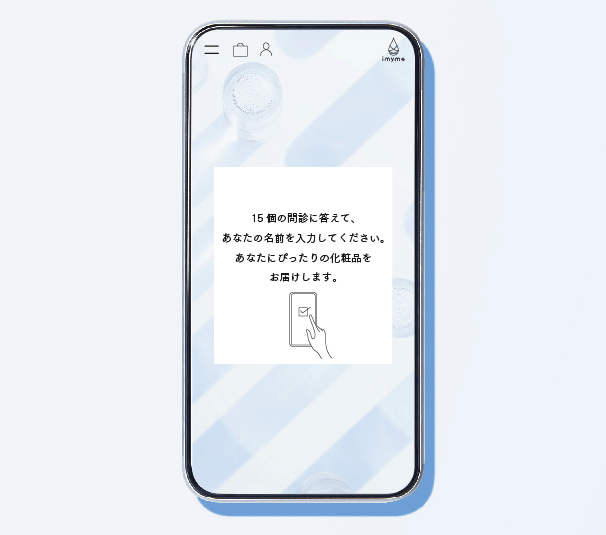 imyme
15個の問診に答えて、
あなたの名前を入力してください。
あなたにぴったりの化粧品を
お届けします。